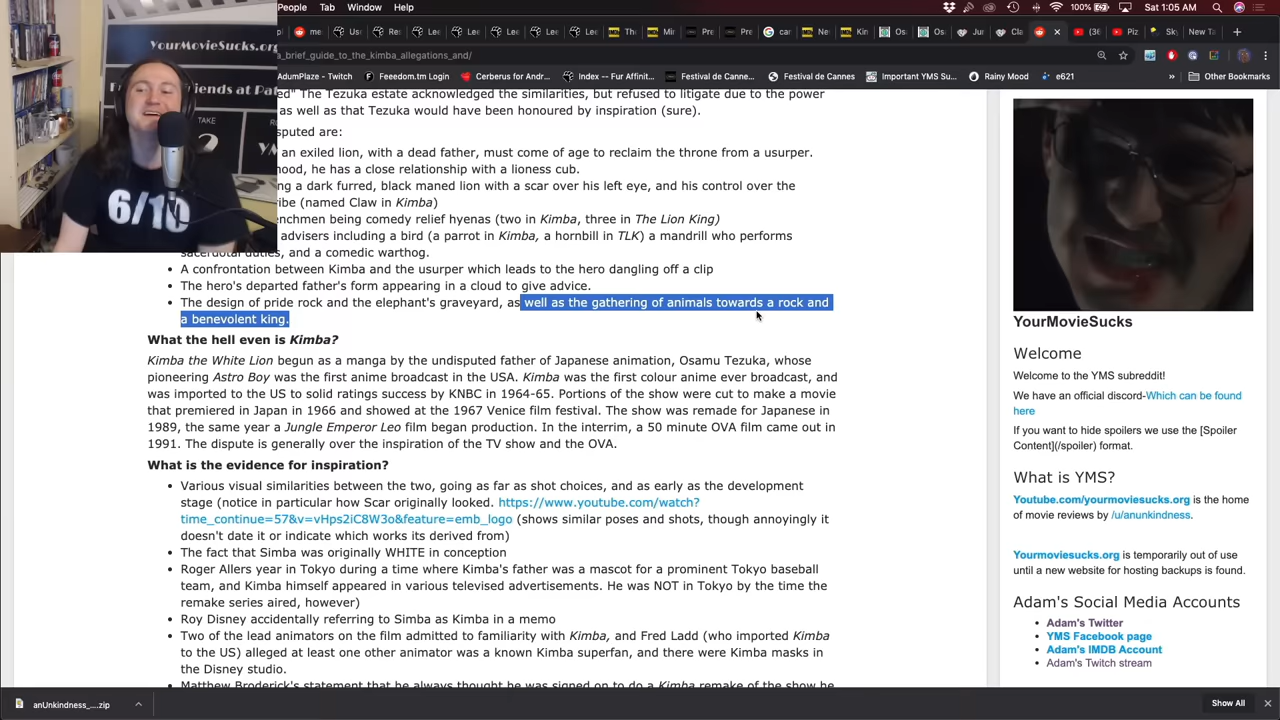 People
Tab
Window
Help
100%
Sat 1:05 AM
a_brief_guide_to_the_kimba_allegations_and/
AdumPlaze - Twitch
Feeedom.tm Login
Cerberus for Andr...
Index -- Fur Affinit...
Festival de Canne...
Festival de Cannes
Important YMS Su...
Rainy Mood
e621
»
Other Bookmarks
YourMovieSucks.org
TAKE
6/10
The Tezuka estate acknowledged the similarities, but refused to litigate due to the power
as well as that Tezuka would have been honoured by inspiration (sure).
sputed are:
an exiled lion, with a dead father, must come of age to reclaim the throne from a usurper.
hood, he has a close relationship with a lioness cub.
ng a dark furred, black maned lion with a scar over his left eye, and his control over the
ribe (named Claw in Kimba)
nchmen being comedy relief hyenas (two in Kimba, three in The Lion King)
advisers including a bird (a parrot in Kimba, a hornbill in TLK) a mandrill who performs
sacerdotal duties, and a comedic warthog.
• A confrontation between Kimba and the usurper which leads to the hero dangling off a clip
• The hero's departed father's form appearing in a cloud to give advice.
• The design of pride rock and the elephant's graveyard, as well as the gathering of animals towards a rock and
a benevolent king.
What the hell even is Kimba?
Kimba the White Lion begun as a manga by the undisputed father of Japanese animation, Osamu Tezuka, whose
pioneering Astro Boy was the first anime broadcast in the USA. Kimba was the first colour anime ever broadcast, and
was imported to the US to solid ratings success by KNBC in 1964-65. Portions of the show were cut to make a movie
that premiered in Japan in 1966 and showed at the 1967 Venice film festival. The show was remade for Japanese in
1989, the same year a Jungle Emperor Leo film began production. In the interrim, a 50 minute OVA film came out in
1991. The dispute is generally over the inspiration of the TV show and the OVA.
What is the evidence for inspiration?
• Various visual similarities between the two, going as far as shot choices, and as early as the development
stage (notice in particular how Scar originally looked. https://www.youtube.com/watch?
time_continue=57&v=vHps2iC8W3o&feature=emb_logo (shows similar poses and shots, though annoyingly it
doesn't date it or indicate which works its derived from)
• The fact that Simba was originally WHITE in conception
• Roger Allers year in Tokyo during a time where Kimba's father was a mascot for a prominent Tokyo baseball
team, and Kimba himself appeared in various televised advertisements. He was NOT in Tokyo by the time the
remake series aired, however)
• Roy Disney accidentally referring to Simba as Kimba in a memo
• Two of the lead animators on the film admitted to familiarity with Kimba, and Fred Ladd (who imported Kimba
to the US) alleged at least one other animator was a known Kimba superfan, and there were Kimba masks in
the Disney studio.
• Matthew Broderick's statement that he always thought he was signed on to do a Kimba remake of the show he
YourMovieSucks
Welcome
Welcome to the YMS subreddit!
We have an official discord-Which can be found
here
If you want to hide spoilers we use the [Spoiler
Content](/spoiler) format.
What is YMS?
Youtube.com/yourmoviesucks.org is the home
of movie reviews by /u/anunkindness.
Yourmoviesucks.org is temporarily out of use
until a new website for hosting backups is found.
Adam's Social Media Accounts
• Adam's Twitter
• YMS Facebook page
• Adam's IMDB Account
• Adam's Twitch stream
anUnkindness_....zip
Show All